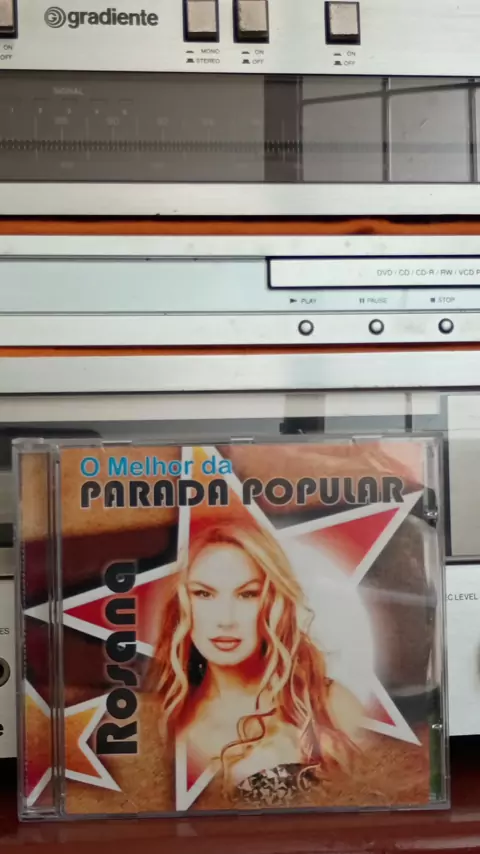 gradiente
ON
OFF
MONO
STEREO
ON
OFF
ON
OFF
SIGNAL
DVD / CD / CD-R / RW / VCD
PLAY
PAUSE
STOP
O Melhor da
PARADA POPULAR
Rosana
C LEVEL